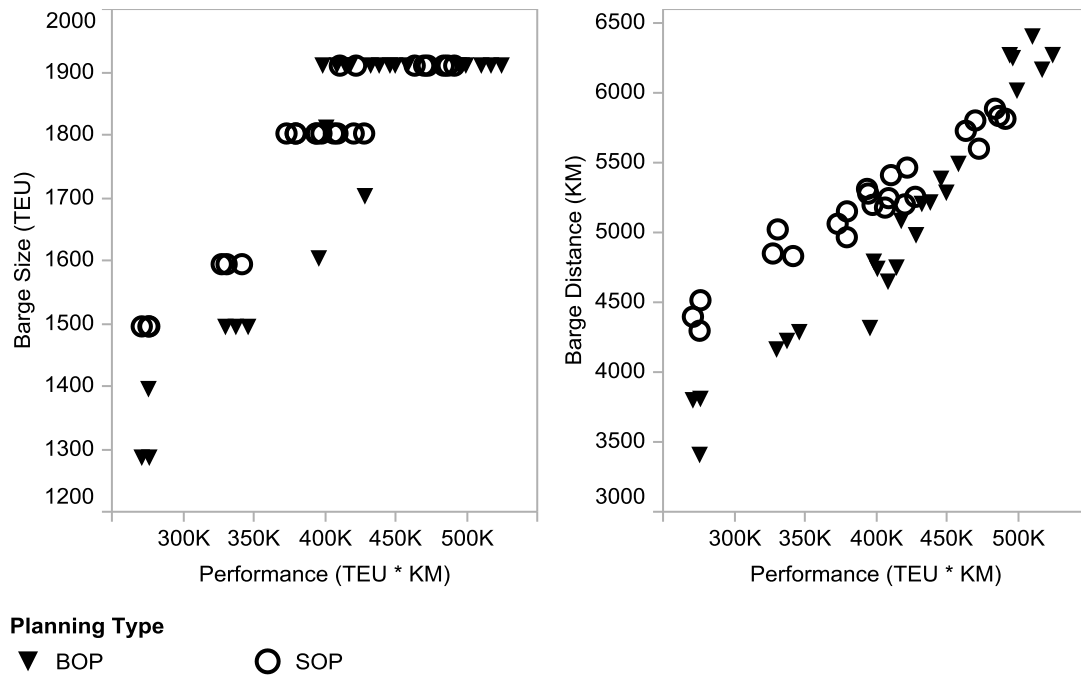 2000
1900
1800
1700
1600
1500
1400
1300
1200
Barge Size (TEU)
300K 350K 400K 450K 500K
Performance (TEU * KM)
6500
6000
5500
5000
4500
4000
3500
3000
Barge Distance (KM)
300K 350K 400K 450K 500K
Performance (TEU * KM)
Planning Type
BOP SOP